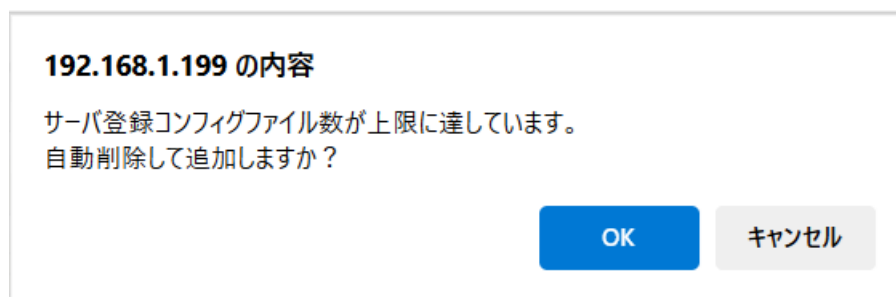 192.168.1.199 の内容
サーバ登録コンフィグファイル数が上限に達しています。
自動削除して追加しますか？
OK
キャンセル